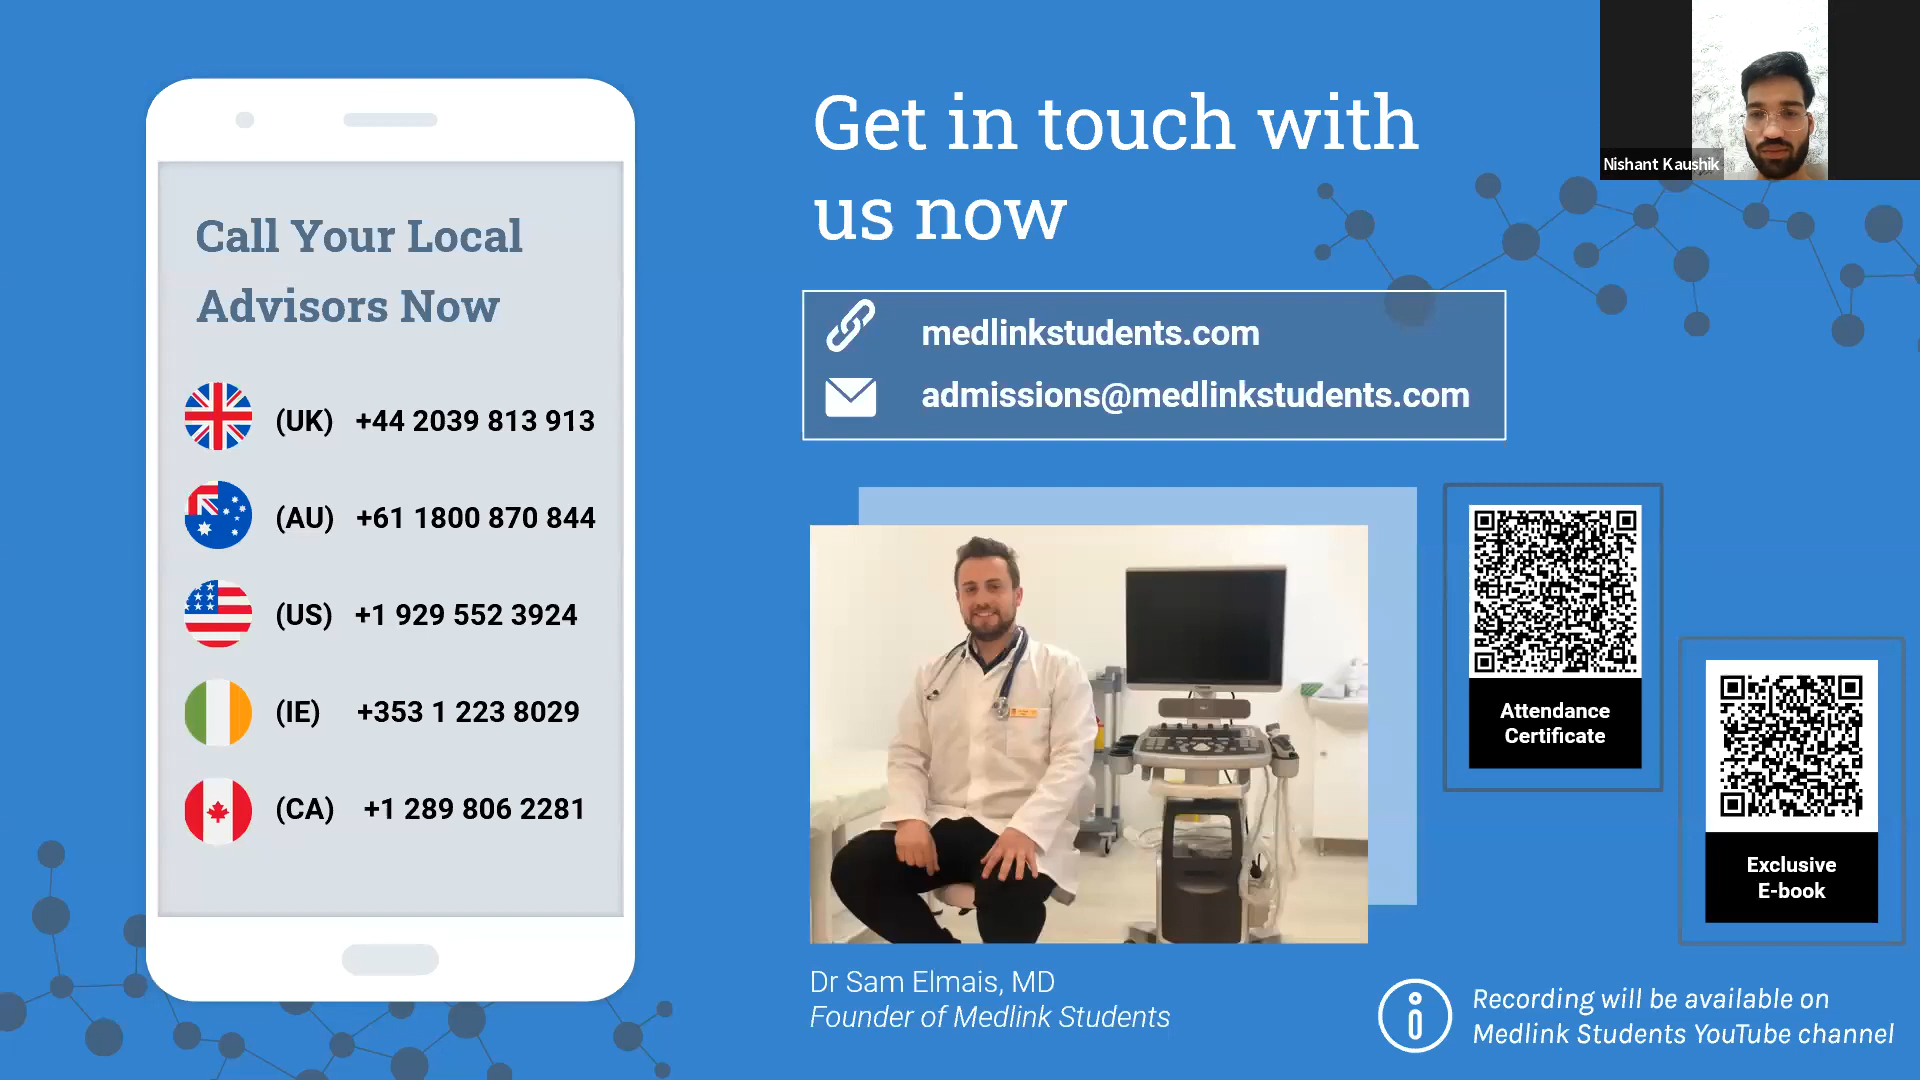 Call Your Local
Advisors Now
(UK) +44 2039 813 913
(AU) +61 1800 870 844
(US) +1 929 552 3924
(IE) +353 1 223 8029
(CA) +1 289 806 2281
Get in touch with
us now
medlinkstudents.com
admissions@medlinkstudents.com
Nishant Kaushik
Attendance
Certificate
Exclusive
E-book
Dr Sam Elmais, MD
Founder of Medlink Students
Recording will be available on
Medlink Students YouTube channel